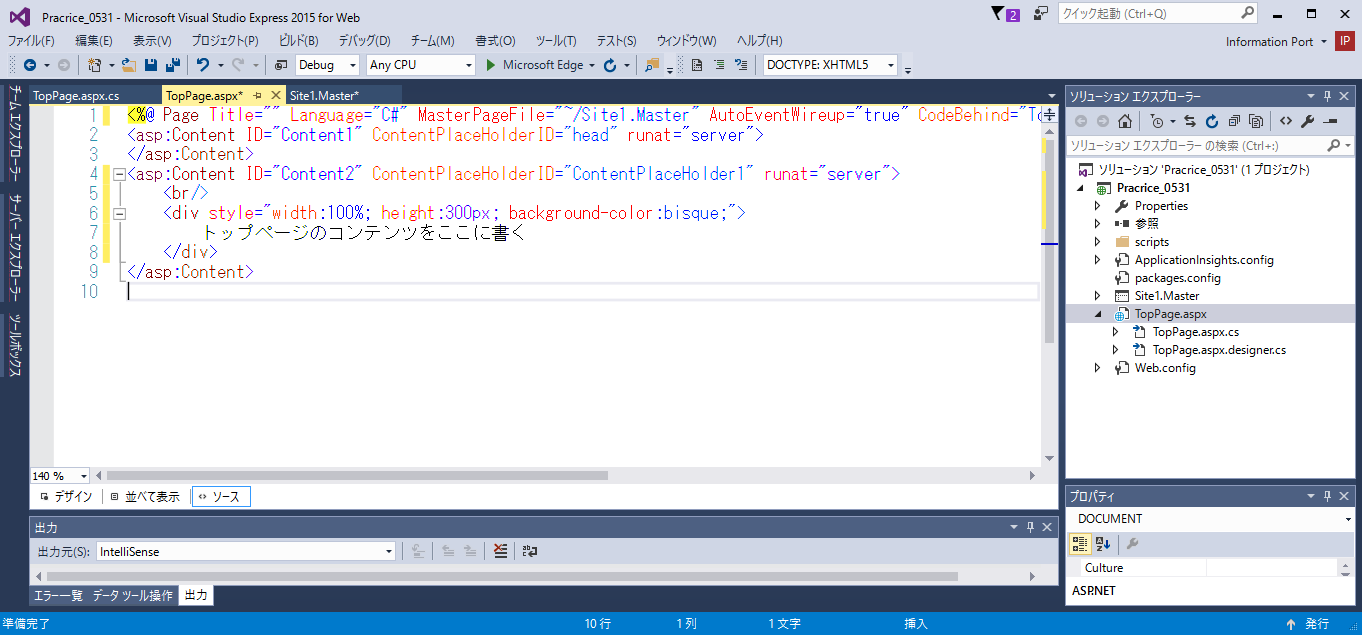 Pracrice_0531 - Microsoft Visual Studio Express 2015 for Web
2
クイック起動 (Ctrl+Q)
ファイル(F) 編集(E) 表示(V) プロジェクト(P) ビルド(B) デバッグ(D) チーム(M) 書式(O) ツール(T) テスト(S) ウィンドウ(W) ヘルプ(H)
Information Port IP
Debug Any CPU Microsoft Edge DOCTYPE: XHTML5
チーム エクスプローラー
サーバー エクスプローラー
ツールボックス
TopPage.aspx.cs TopPage.aspx* Site1.Master*
1 <%@ Page Title="" Language="C#" MasterPageFile="~/Site1.Master" AutoEventWireup="true" CodeBehind="To
2 <asp:Content ID="Content1" ContentPlaceHolderID="head" runat="server">
3 </asp:Content>
4 <asp:Content ID="Content2" ContentPlaceHolderID="ContentPlaceHolder1" runat="server">
5 <br/>
6 <div style="width:100%; height:300px; background-color:bisque;">
7 トップページのコンテンツをここに書く
8 </div>
9 </asp:Content>
10
140 %
デザイン 並べて表示 ソース
出力
出力元(S): IntelliSense
エラー一覧 データ ツール操作 出力
ソリューション エクスプローラー
ソリューション エクスプローラー の検索 (Ctrl+:)
ソリューション 'Pracrice_0531' (1 プロジェクト)
Pracrice_0531
Properties
参照
scripts
ApplicationInsights.config
packages.config
Site1.Master
TopPage.aspx
TopPage.aspx.cs
TopPage.aspx.designer.cs
Web.config
プロパティ
DOCUMENT
Culture
ASP.NET
準備完了 10 行 1 列 1 文字 挿入 発行